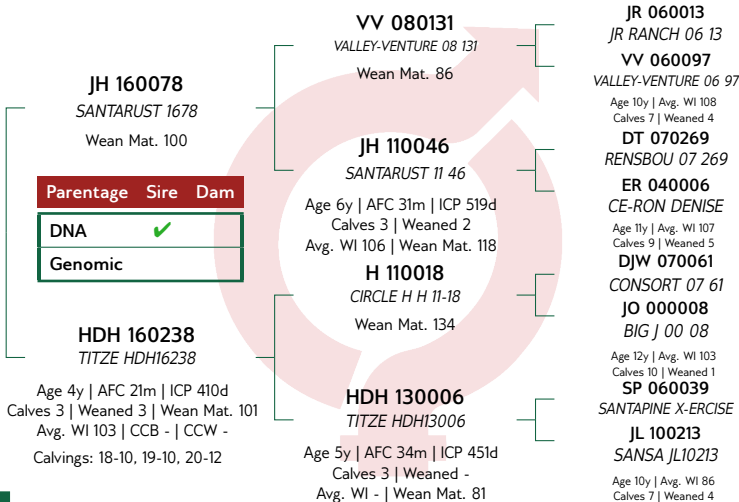 JH 160078
SANTARUST 1678
Wean Mat. 100
Parentage Sire Dam
DNA ✔
Genomic
HDH 160238
TITZE HDH16238
Age 4y | AFC 21m | ICP 410d
Calves 3 | Weaned 3 | Wean Mat. 101
Avg. WI 103 | CCB - | CCW -
Calvings: 18-10, 19-10, 20-12
VV 080131
VALLEY-VENTURE 08 131
Wean Mat. 86
JH 110046
SANTARUST 11 46
Age 6y | AFC 31m | ICP 519d
Calves 3 | Weaned 2
Avg. WI 106 | Wean Mat. 118
H 110018
CIRCLE H H 11-18
Wean Mat. 134
HDH 130006
TITZE HDH13006
Age 5y | AFC 34m | ICP 451d
Calves 3 | Weaned -
Avg. WI - | Wean Mat. 81
JR 060013
JR RANCH 06 13
VV 060097
VALLEY-VENTURE 06 97
Age 10y | Avg. WI 108
Calves 7 | Weaned 4
DT 070269
RENSBOU 07 269
ER 040006
CE-RON DENISE
Age 11y | Avg. WI 107
Calves 9 | Weaned 5
DJW 070061
CONSORT 07 61
JO 000008
BIG J 00 08
Age 12y | Avg. WI 103
Calves 10 | Weaned 1
SP 060039
SANTAPINE X-ERCISE
JL 100213
SANSA JL10213
Age 10y | Avg. WI 86
Calves 7 | Weaned 4